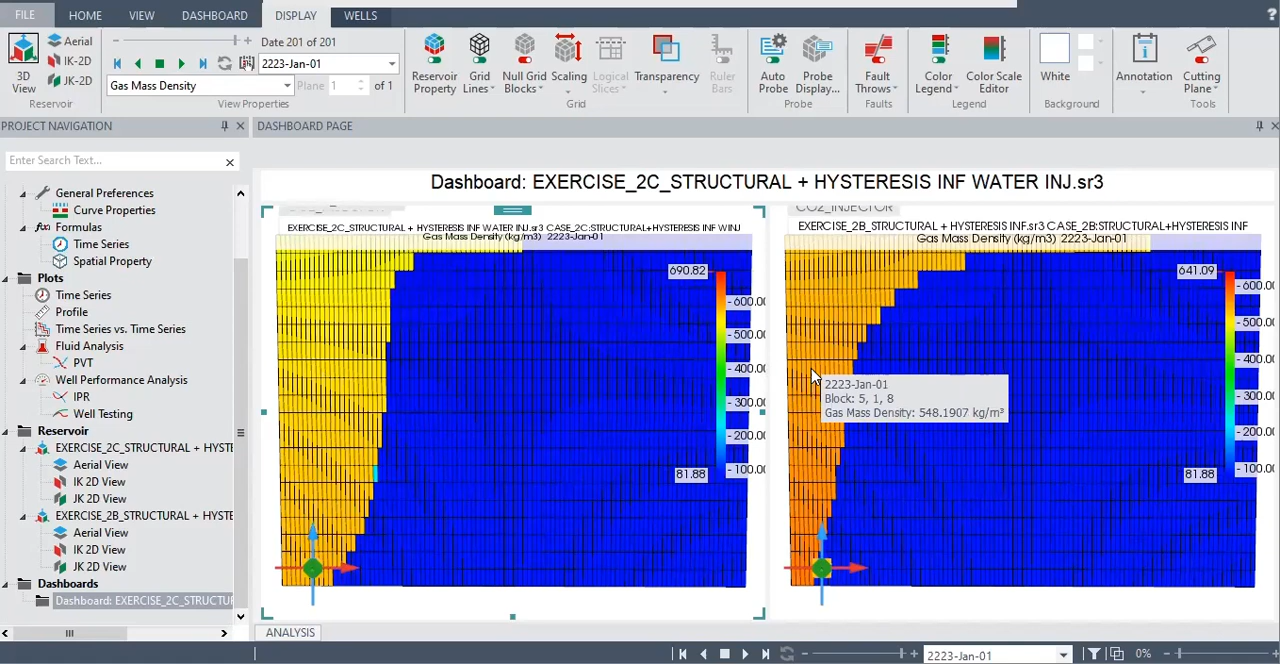 FILE HOME VIEW DASHBOARD DISPLAY WELLS ?
3D View
Aerial
IK-2D
JK-2D
Reservoir
Date 201 of 201
2223-Jan-01
Gas Mass Density Plane 1 of 1
View Properties
Reservoir Property
Grid Lines
Null Grid Blocks
Scaling
Logical Slices
Transparency
Ruler Bars
Grid
Auto Probe
Probe Display...
Probe
Fault Throws
Faults
Color Legend
Color Scale Editor
Legend
White
Background
Annotation
Cutting Plane
Tools
PROJECT NAVIGATION
DASHBOARD PAGE
Enter Search Text...
General Preferences
Curve Properties
Formulas
Time Series
Spatial Property
Plots
Time Series
Profile
Time Series vs. Time Series
Fluid Analysis
PVT
Well Performance Analysis
IPR
Well Testing
Reservoir
EXERCISE_2C_STRUCTURAL + HYSTE
Aerial View
IK 2D View
JK 2D View
EXERCISE_2B_STRUCTURAL + HYSTE
Aerial View
IK 2D View
JK 2D View
Dashboards
Dashboard: EXERCISE_2C_STRUCTUR
Dashboard: EXERCISE_2C_STRUCTURAL + HYSTERESIS INF WATER INJ.sr3
EXERCISE_2C_STRUCTURAL + HYSTERESIS INF WATER INJ.sr3 CASE_2C:STRUCTURAL+HYSTERESIS INF WINJ
Gas Mass Density (kg/m3) 2223-Jan-01
690.82
600.00
500.00
400.00
300.00
200.00
100.00
81.88
CO2_INJECTOR
EXERCISE_2B_STRUCTURAL + HYSTERESIS INF.sr3 CASE_2B:STRUCTURAL+HYSTERESIS INF
Gas Mass Density (kg/m3) 2223-Jan-01
641.09
600.0
500.0
400.0
300.0
200.0
100.0
81.88
2223-Jan-01
Block: 5, 1, 8
Gas Mass Density: 548.1907 kg/m³
ANALYSIS
2223-Jan-01 0%